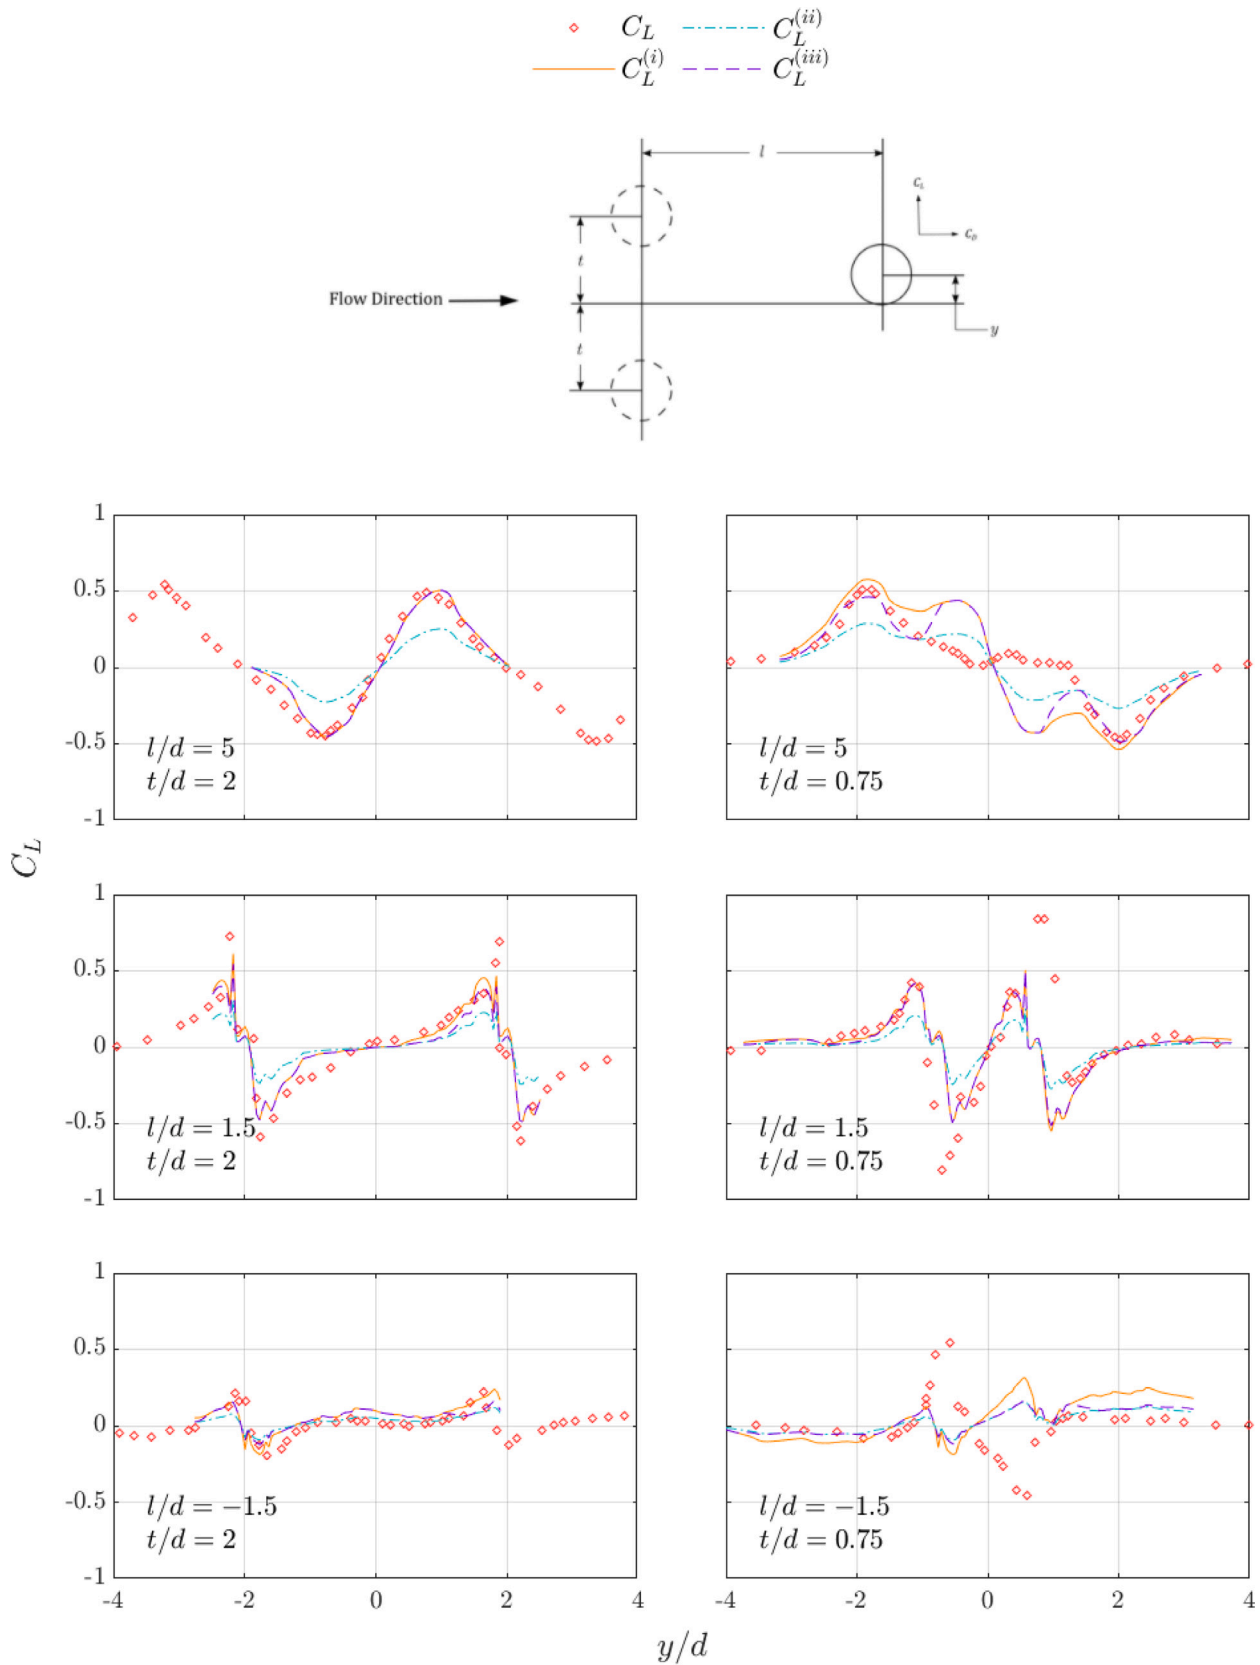 C_L C_L^{(ii)}
C_L^{(i)} C_L^{(iii)}
l
C_L
C_D
t
Flow Direction
t
y
1
0.5
0
-0.5
-1
l/d = 5
t/d = 2
l/d = 5
t/d = 0.75
C_L
1
0.5
0
-0.5
-1
l/d = 1.5
t/d = 2
l/d = 1.5
t/d = 0.75
1
0.5
0
-0.5
-1
l/d = −1.5
t/d = 2
l/d = −1.5
t/d = 0.75
-4 -2 0 2 4
-4 -2 0 2 4
y/d